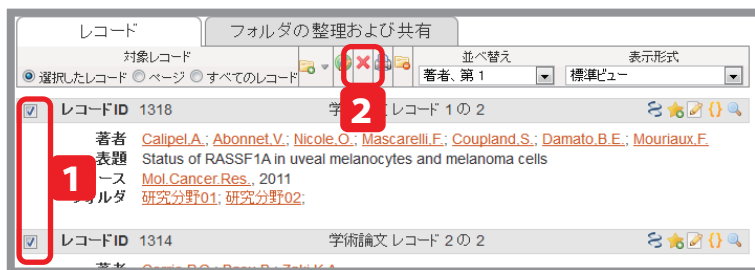 レコード フォルダの整理および共有
対象レコード 並べ替え 表示形式
選択したレコード ページ すべてのレコード 著者、第 1 標準ビュー
2
レコードID 1318 学 文 レコード 1 の 2
著者 Calipel,A.; Abonnet,V.; Nicole,O.; Mascarelli,F.; Coupland,S.; Damato,B.E.; Mouriaux,F.
表題 Status of RASSF1A in uveal melanocytes and melanoma cells
1
ース Mol.Cancer.Res., 2011
フォルダ 研究分野01; 研究分野02;
レコードID 1314 学術論文 レコード 2 の 2